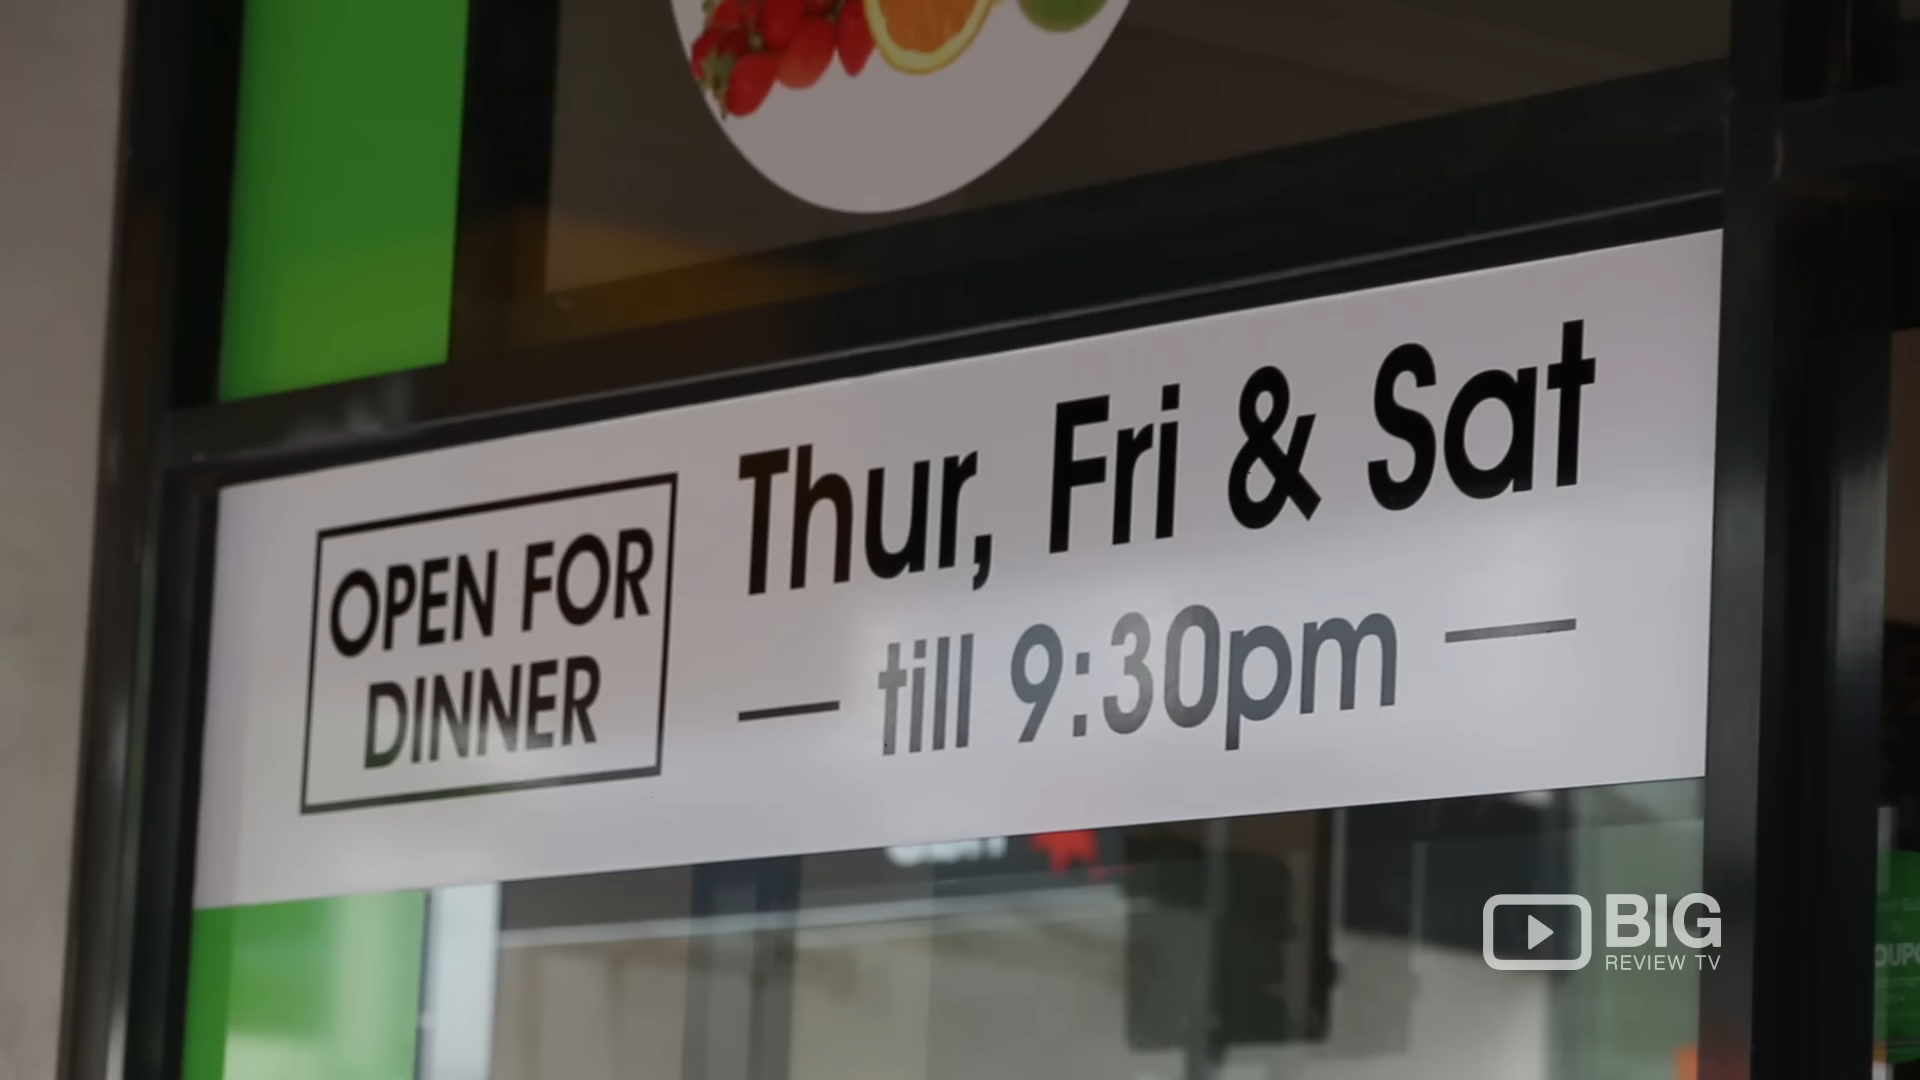 OPEN FOR
DINNER
Thur, Fri & Sat
— till 9:30pm —
BIG
REVIEW TV